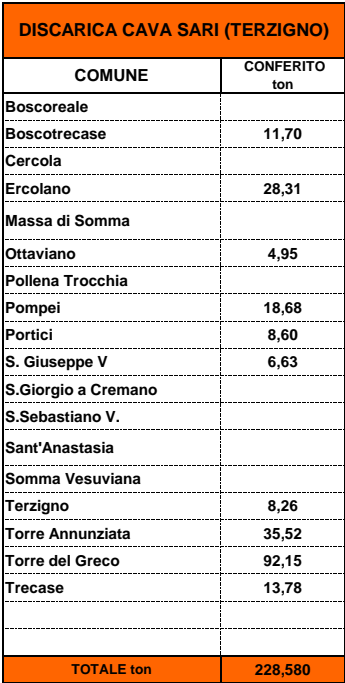 DISCARICA CAVA SARI (TERZIGNO)
COMUNE CONFERITO ton
Boscoreale
Boscotrecase 11,70
Cercola
Ercolano 28,31
Massa di Somma
Ottaviano 4,95
Pollena Trocchia
Pompei 18,68
Portici 8,60
S. Giuseppe V 6,63
S.Giorgio a Cremano
S.Sebastiano V.
Sant'Anastasia
Somma Vesuviana
Terzigno 8,26
Torre Annunziata 35,52
Torre del Greco 92,15
Trecase 13,78
TOTALE ton 228,580